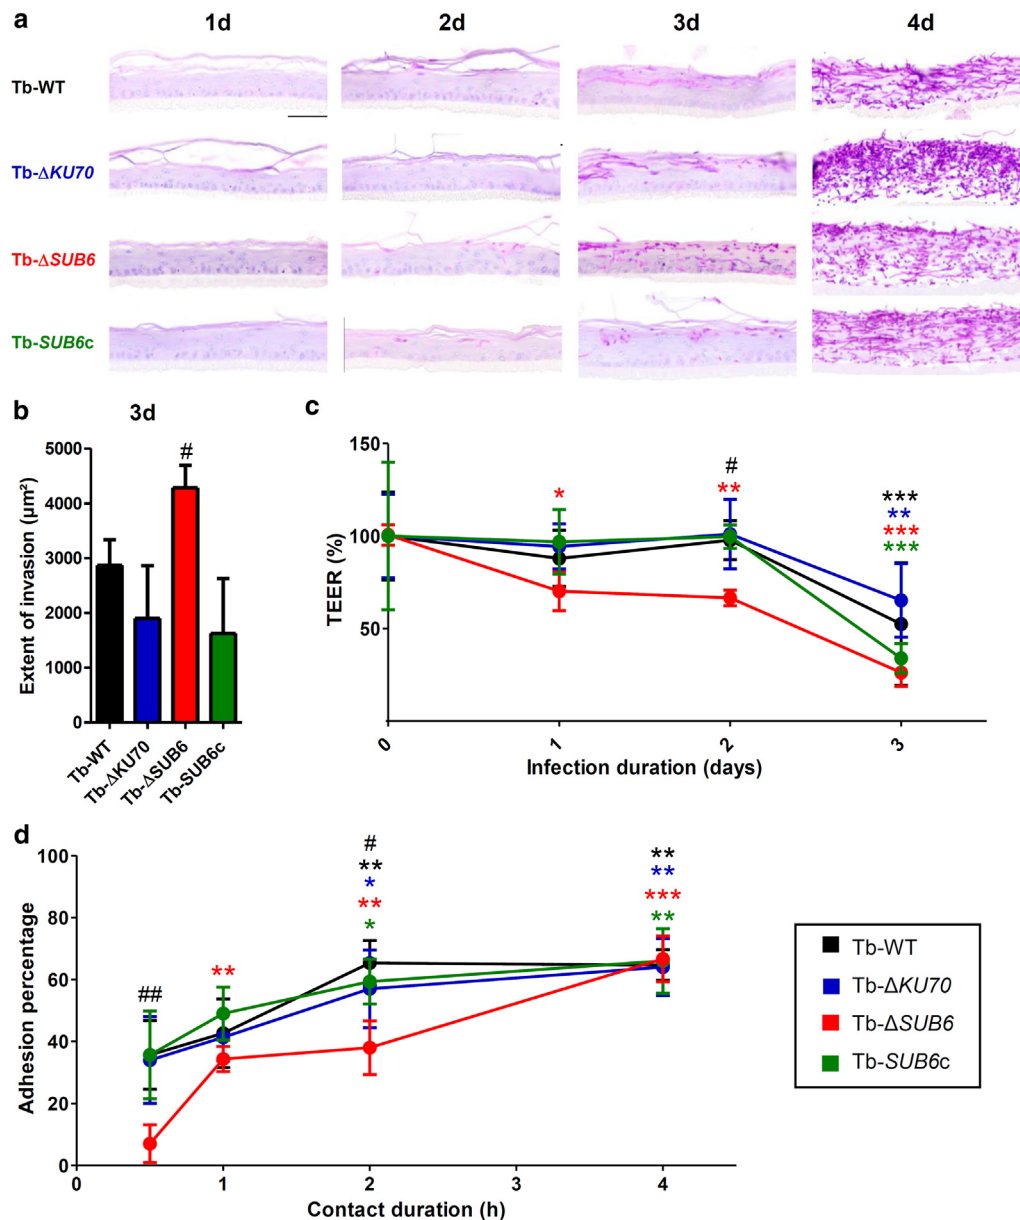 a
1d 2d 3d 4d
Tb-WT
Tb-ΔKU70
Tb-ΔSUB6
Tb-SUB6c
b
3d
Extent of invasion (μm²)
5000
4000
3000
2000
1000
0
#
Tb-WT
Tb-ΔKU70
Tb-ΔSUB6
Tb-SUB6c
c
TEER (%)
150
100
50
*
#
**
***
**
***
***
0 1 2 3
Infection duration (days)
d
Adhesion percentage
100
80
60
40
20
0
##
**
#
**
*
**
*
**
**
***
**
0 1 2 3 4
Contact duration (h)
Tb-WT
Tb-ΔKU70
Tb-ΔSUB6
Tb-SUB6c